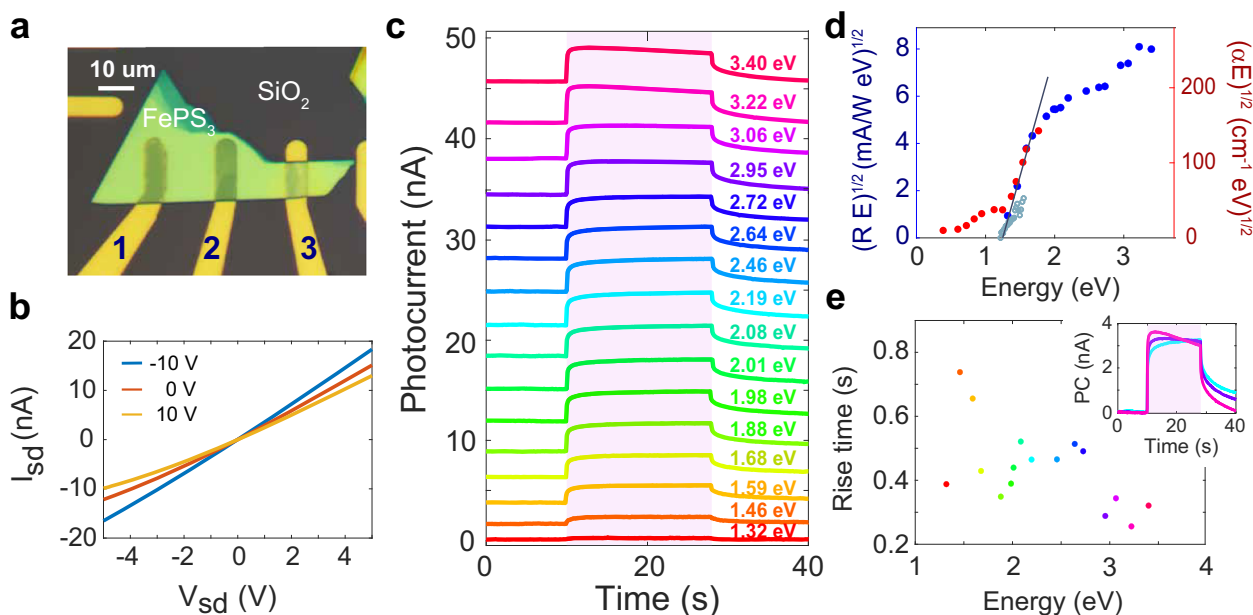 a
10 um
SiO2
FePS3
1
2
3
b
20
10
0
-10
20
-10 V
0 V
10 V
Isd(nA)
-4 0 4
Vsd (V)
c
50
40
30
20
10
0
Photocurrent (nA)
3.40 eV
3.22 eV
3.06 eV
2.95 eV
2.72 eV
2.64 eV
2.46 eV
2.19 eV
2.08 eV
2.01 eV
1.98 eV
1.88 eV
1.68 eV
1.59 eV
1.46 eV
1.32 eV
0 20 40
Time (s)
d
8
6
4
2
0
(R E)1/2 (mA/W eV)1/2
200
100
0
(αE)1/2 (cm-1 eV)1/2
0 1 2 3 4
Energy (eV)
e
0.8
0.6
0.4
0.2
Rise time (s)
1 2 3 4
Energy (eV)
4
2
0
PC (nA)
0 20 40
Time (s)